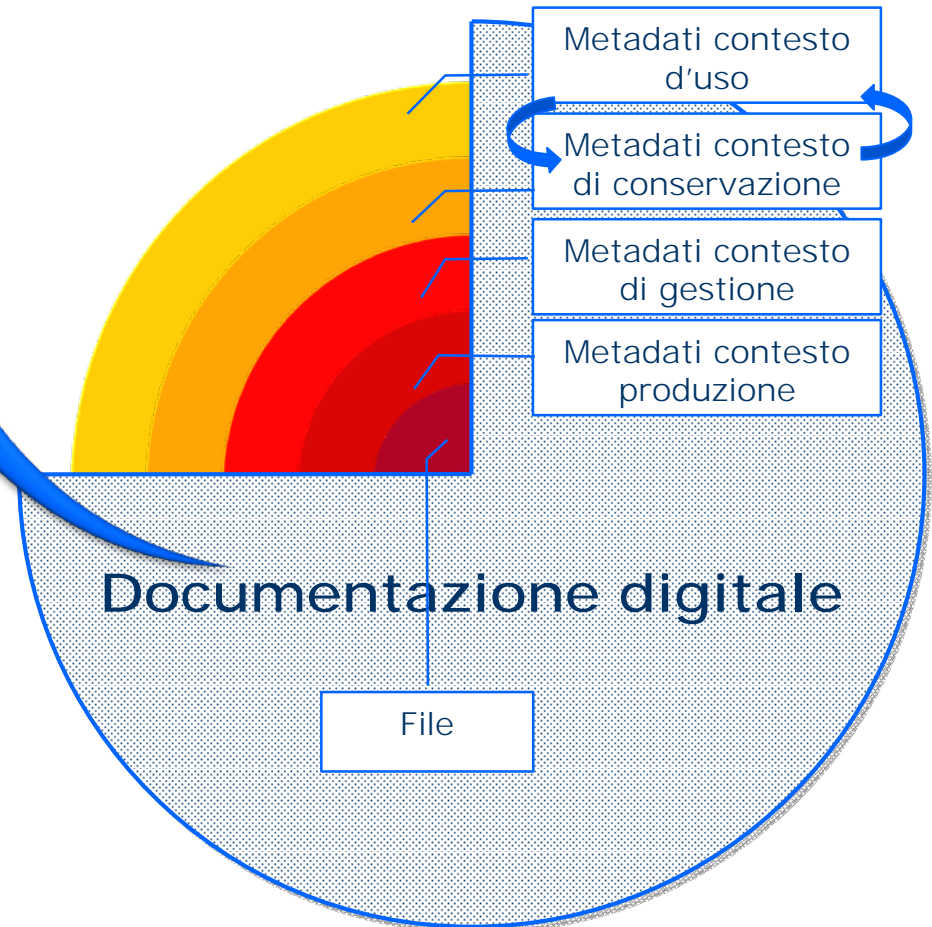 Metadati contesto
d'uso
Metadati contesto
di conservazione
Metadati contesto
di gestione
Metadati contesto
produzione
Documentazione digitale
File